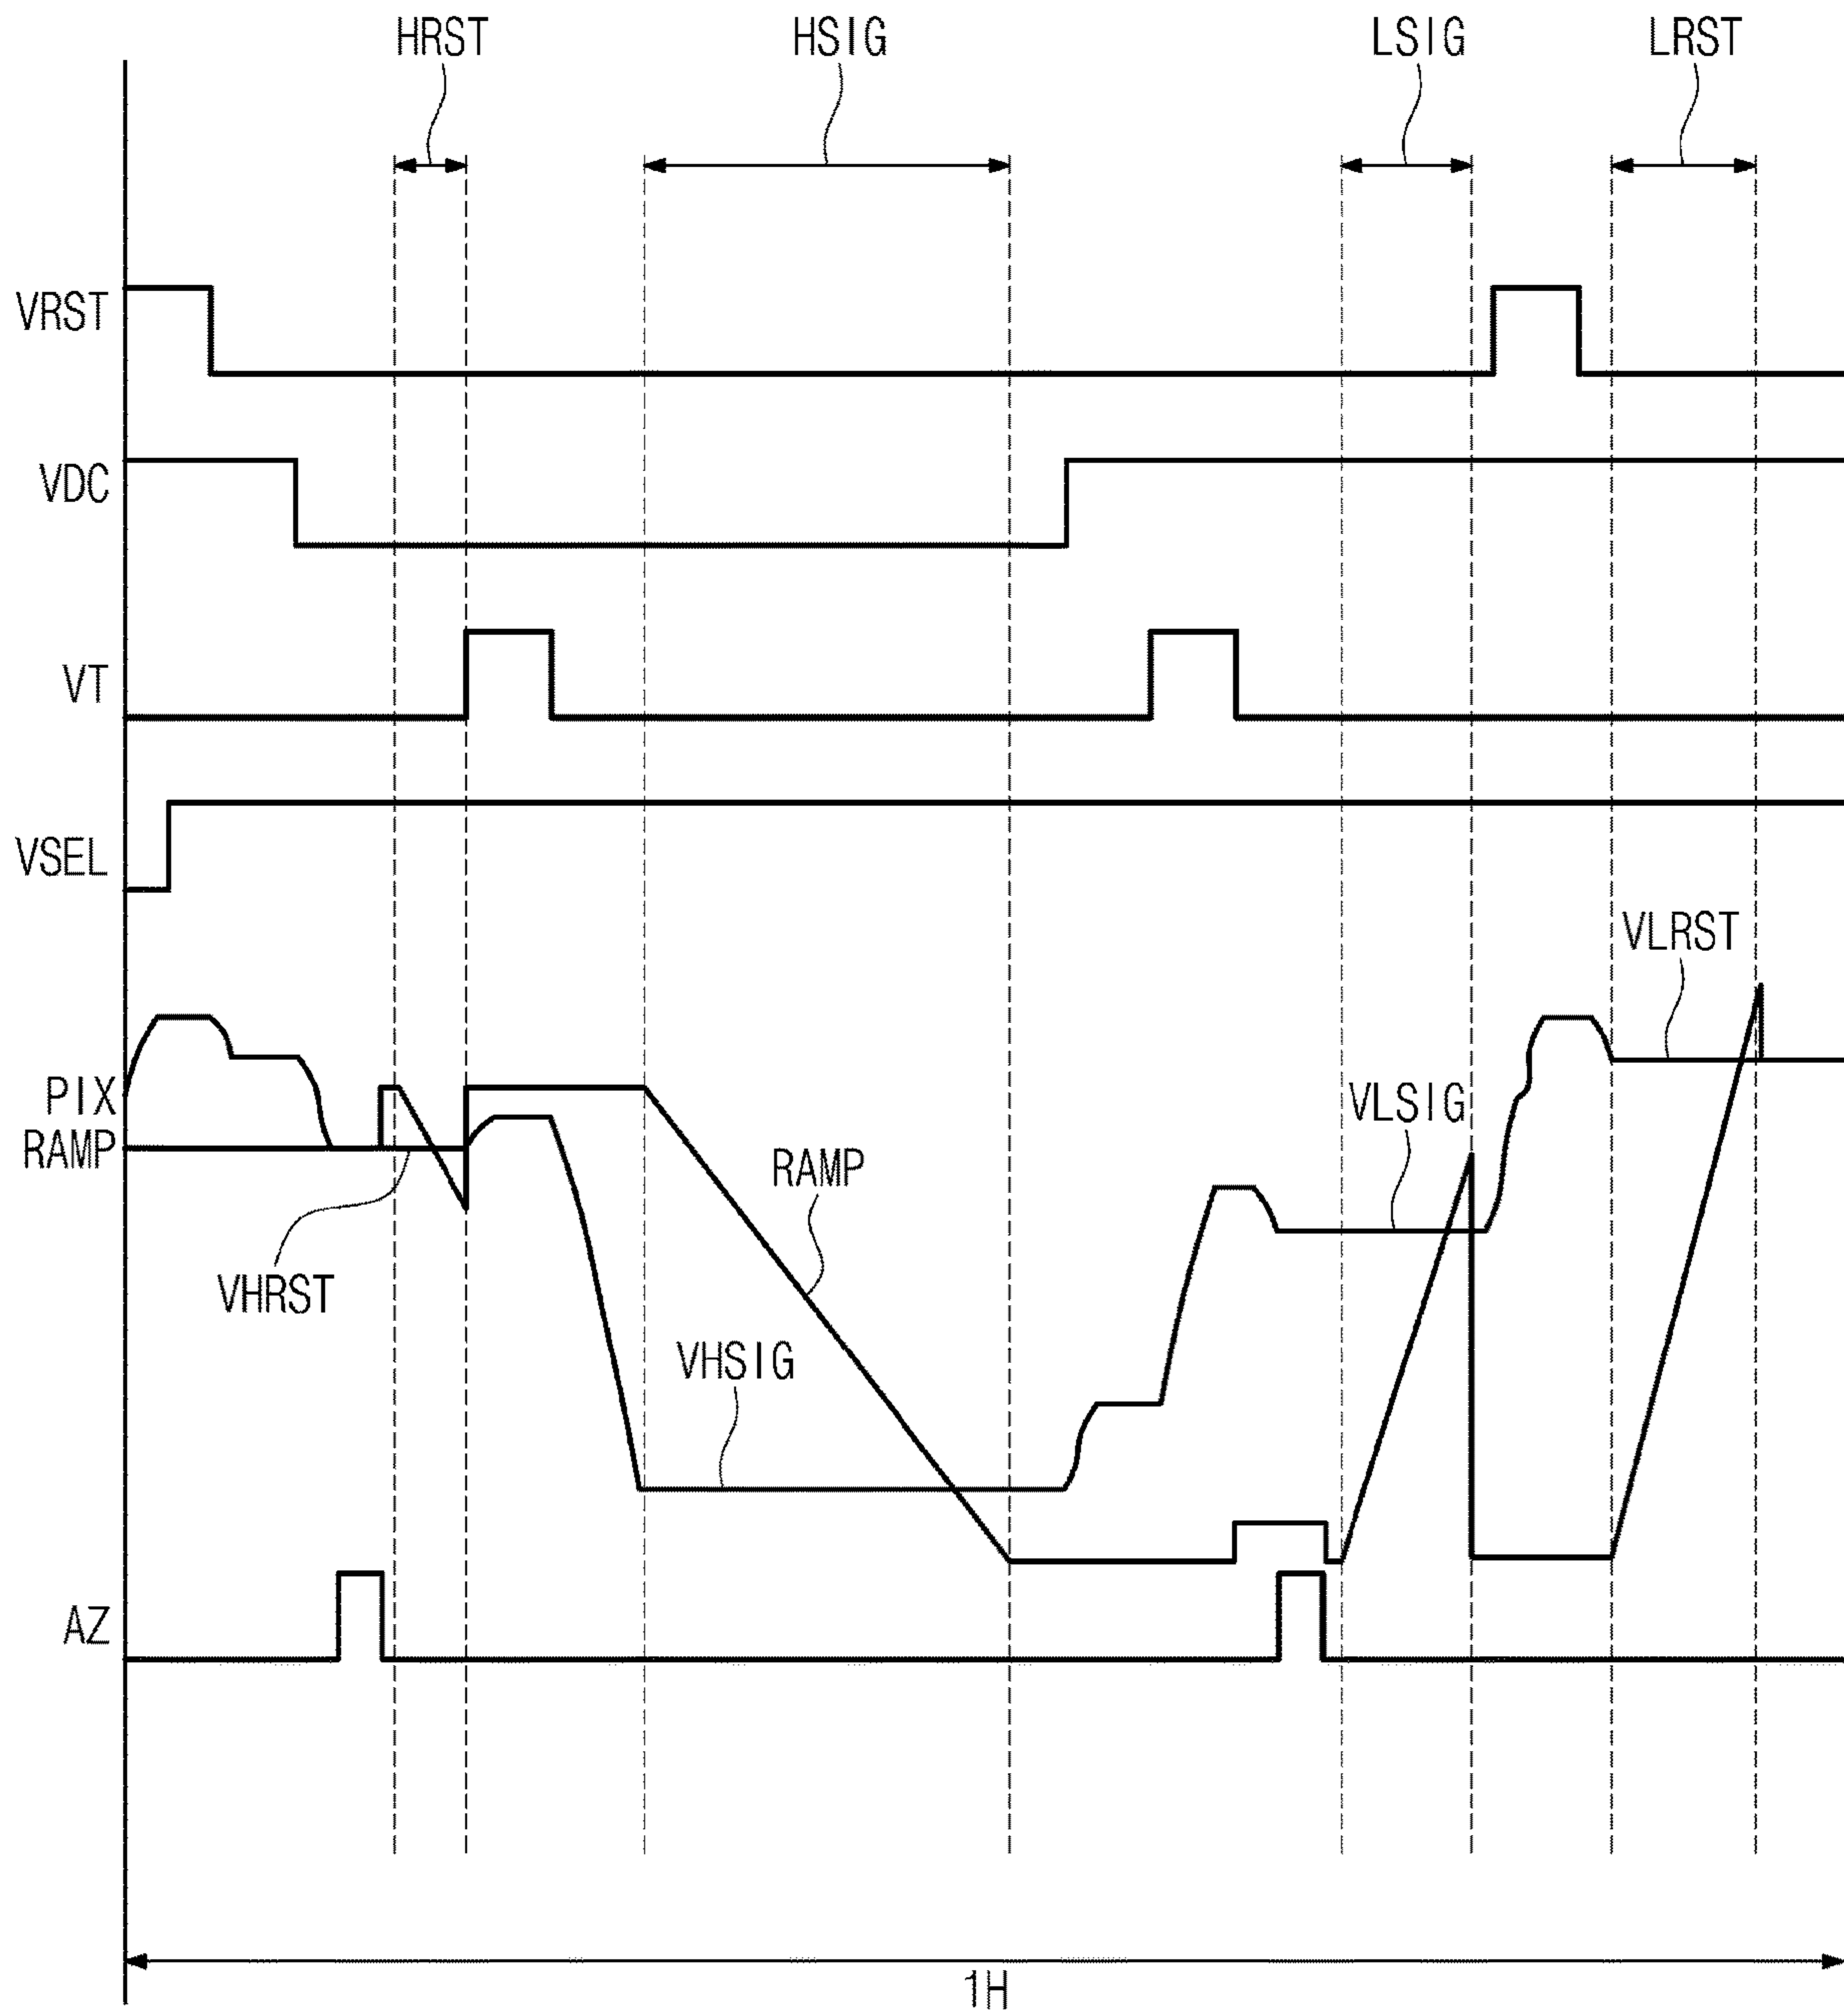 HRST HSIG LSIG LRST
VRST
VDC
VT
VSEL
VLRST
PIX
VLSIG
RAMP
RAMP
VHRST
VHSIG
AZ
1H